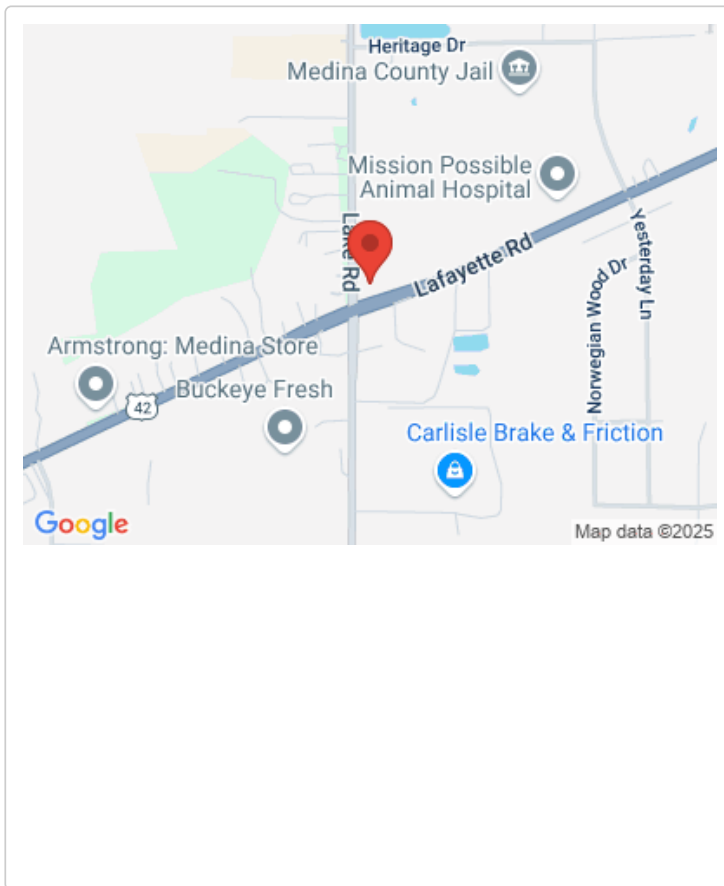 Heritage Dr
Medina County Jail
Mission Possible
Animal Hospital
Lake Rd
Lafayette Rd
Yesterday Ln
Norwegian Wood Dr
Armstrong: Medina Store
42
Buckeye Fresh
Carlisle Brake & Friction
Google
Map data ©2025